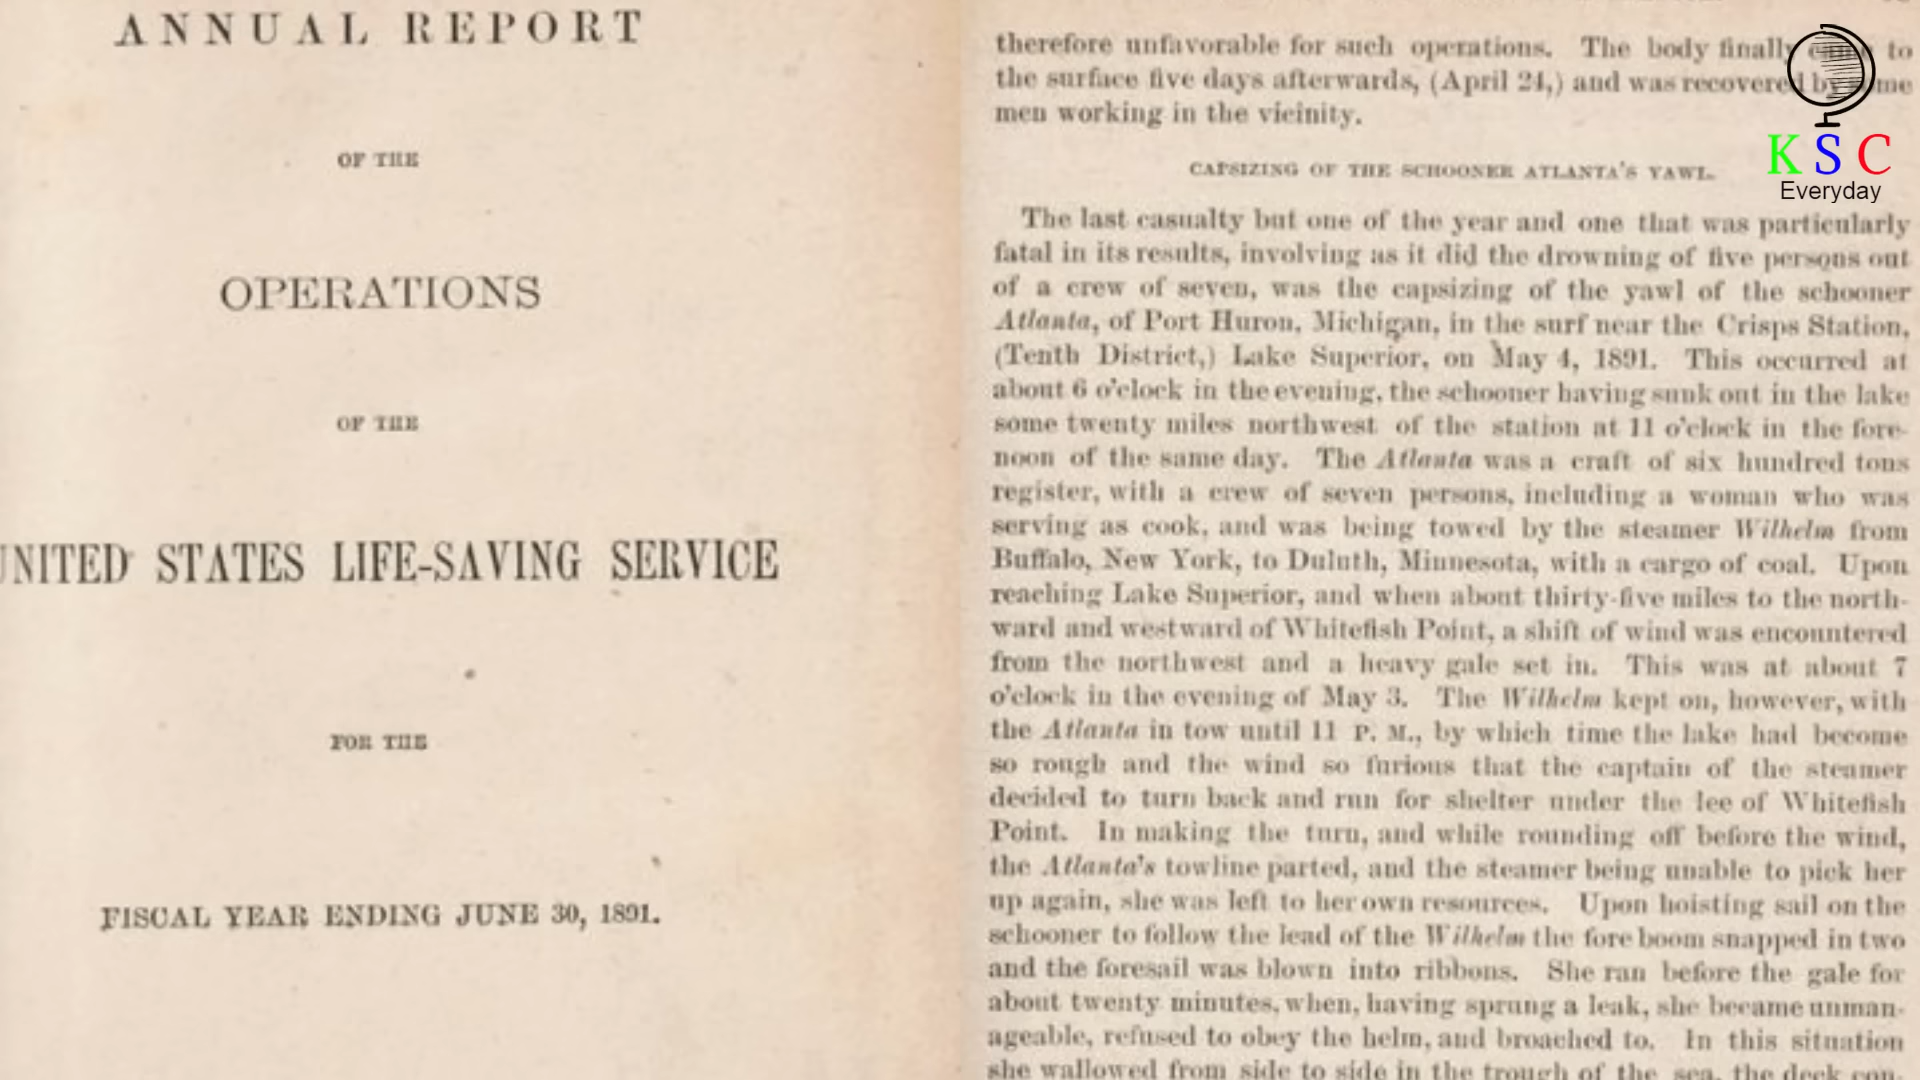 ANNUAL REPORT
OF THE
OPERATIONS
OF THE
UNITED STATES LIFE-SAVING SERVICE
FOR THE
FISCAL YEAR ENDING JUNE 30, 1891.
therefore unfavorable for such operations. The body finally came to
the surface five days afterwards, (April 24,) and was recovered by some
men working in the vicinity.
CAPSIZING OF THE SCHOONER ATLANTA'S YAWL.
The last casualty but one of the year and one that was particularly
fatal in its results, involving as it did the drowning of five persons out
of a crew of seven, was the capsizing of the yawl of the schooner
Atlanta, of Port Huron, Michigan, in the surf near the Crisps Station,
(Tenth District,) Lake Superior, on May 4, 1891. This occurred at
about 6 o'clock in the evening, the schooner having sunk out in the lake
some twenty miles northwest of the station at 11 o'clock in the fore-
noon of the same day. The Atlanta was a craft of six hundred tons
register, with a crew of seven persons, including a woman who was
serving as cook, and was being towed by the steamer Wilhelm from
Buffalo, New York, to Duluth, Minnesota, with a cargo of coal. Upon
reaching Lake Superior, and when about thirty-five miles to the north-
ward and westward of Whitefish Point, a shift of wind was encountered
from the northwest and a heavy gale set in. This was at about 7
o'clock in the evening of May 3. The Wilhelm kept on, however, with
the Atlanta in tow until 11 P. M., by which time the lake had become
so rough and the wind so furious that the captain of the steamer
decided to turn back and run for shelter under the lee of Whitefish
Point. In making the turn, and while rounding off before the wind,
the Atlanta's towline parted, and the steamer being unable to pick her
up again, she was left to her own resources. Upon hoisting sail on the
schooner to follow the lead of the Wilhelm the fore boom snapped in two
and the foresail was blown into ribbons. She ran before the gale for
about twenty minutes, when, having sprung a leak, she became unman-
ageable, refused to obey the helm, and broached to. In this situation
she wallowed from side to side in the trough of the sea, the deck con-
K S C
Everyday